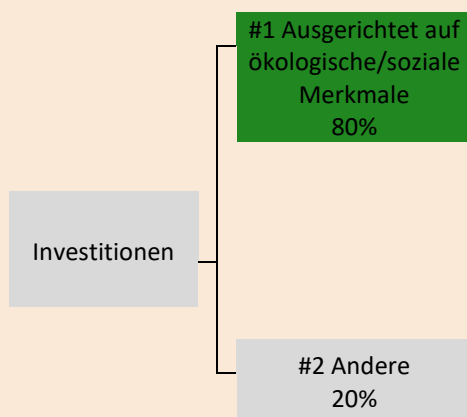 #1 Ausgerichtet auf
ökologische/soziale
Merkmale
80%
Investitionen
#2 Andere
20%